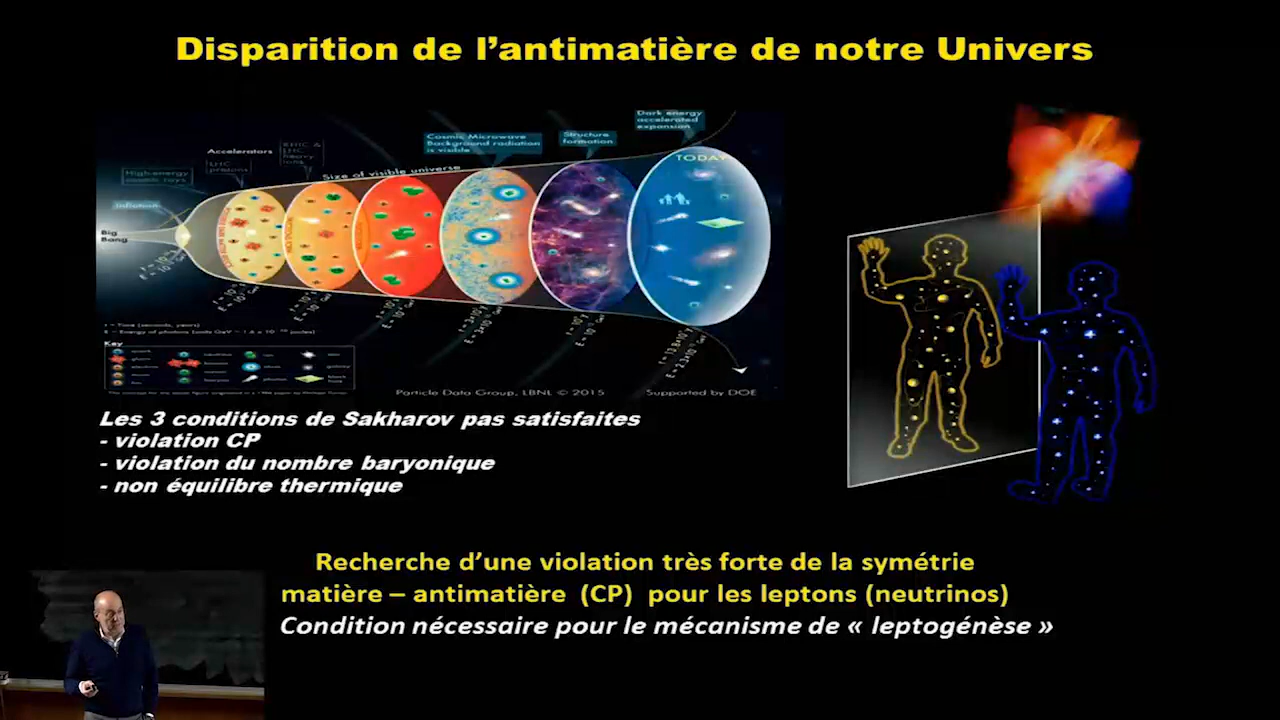 Disparition de l’antimatière de notre Univers
Dark energy
accelerated
expansion
Cosmic Microwave
Background radiation
is visible
Structure
formation
Accelerators
RHIC &
LHC
heavy
ions
LHC
protons
High-energy
cosmic rays
Size of visible universe
TODAY
Inflation
Big
Bang
Key
Particle Data Group, LBNL © 2015
Supported by DOE
Les 3 conditions de Sakharov pas satisfaites
- violation CP
- violation du nombre baryonique
- non équilibre thermique
Recherche d’une violation très forte de la symétrie
matière – antimatière (CP) pour les leptons (neutrinos)
Condition nécessaire pour le mécanisme de « leptogénèse »